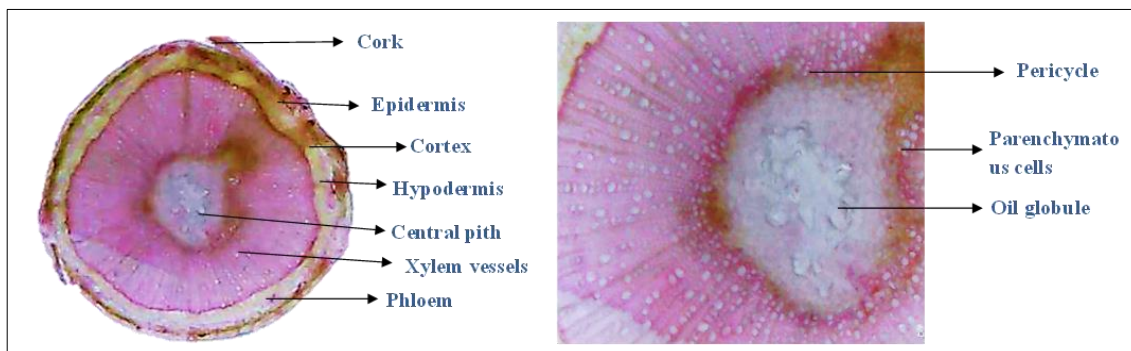 Cork
Epidermis
Cortex
Hypodermis
Central pith
Xylem vessels
Phloem
Pericycle
Parenchymato
us cells
Oil globule